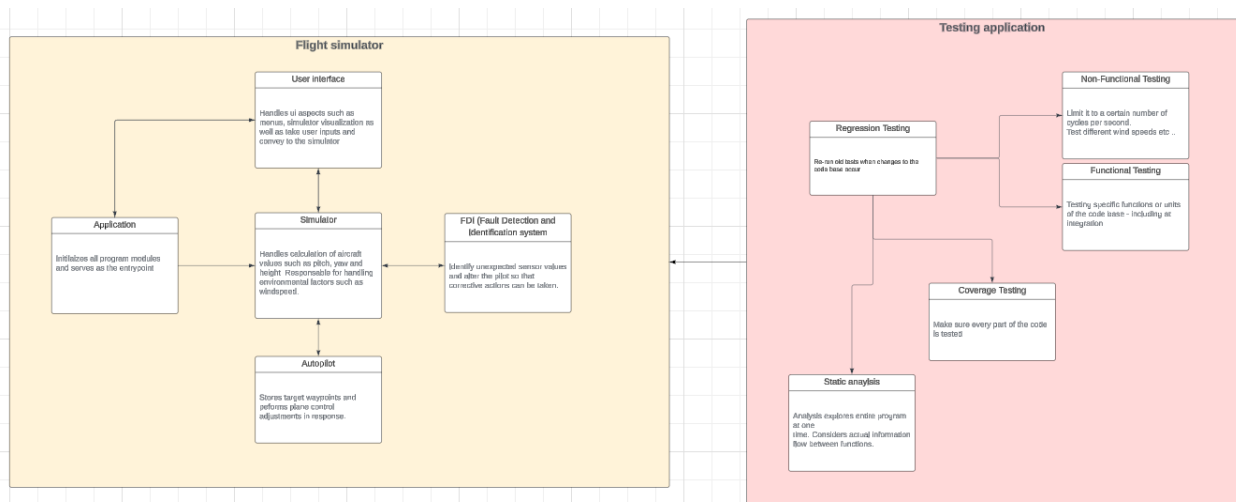 Flight simulator
User interface
Handles ui aspects such as
menus, simulator visualization as
well as take user inputs and
convey to the simulator
Application
Initilaizes all program modules
and serves as the entrypoint
Simulator
Handles calculation of aircraft
values such as pitch, yaw and
height Responsable for handling
environmental factors such as
windspeed.
FDI (Fault Detection and
Identification system
Identify unexpected sensor values
and alter the pilot so that
corrective actions can be taken.
Autopilot
Stores target waypoints and
peforms plane control
adjustments in response.
Testing application
Regression Testing
Re-ran old tests when changes to the
code base occur
Non-Functional Testing
Limit it to a certain number of
cycles per second.
Test different wind speeds etc ..
Functional Testing
Testing specific functions or units
of the code base - including at
integration
Coverage Testing
Make sure every part of the code
is tested
Static anaylsis
Analysis explores entire program
at one
time. Considers actual information
flow between functions.